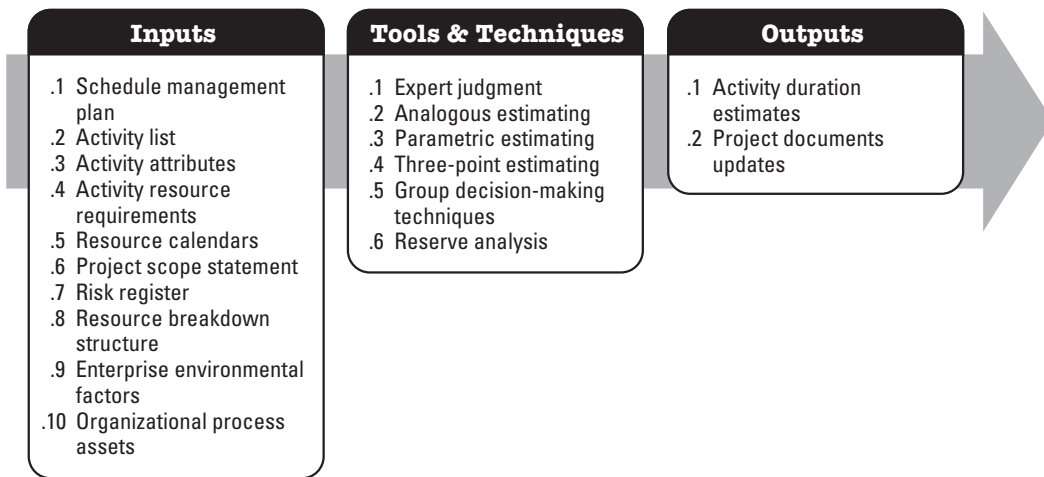 Inputs
.1 Schedule management
plan
.2 Activity list
.3 Activity attributes
.4 Activity resource
requirements
.5 Resource calendars
.6 Project scope statement
.7 Risk register
.8 Resource breakdown
structure
.9 Enterprise environmental
factors
.10 Organizational process
assets
Tools & Techniques
.1 Expert judgment
.2 Analogous estimating
.3 Parametric estimating
.4 Three-point estimating
.5 Group decision-making
techniques
.6 Reserve analysis
Outputs
.1 Activity duration
estimates
.2 Project documents
updates